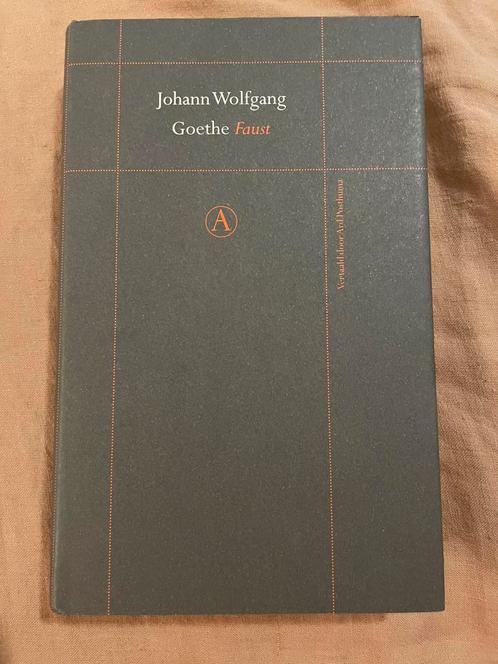 Johann Wolfgang
Goethe Faust
A
Vertaald door Ard Posthuma